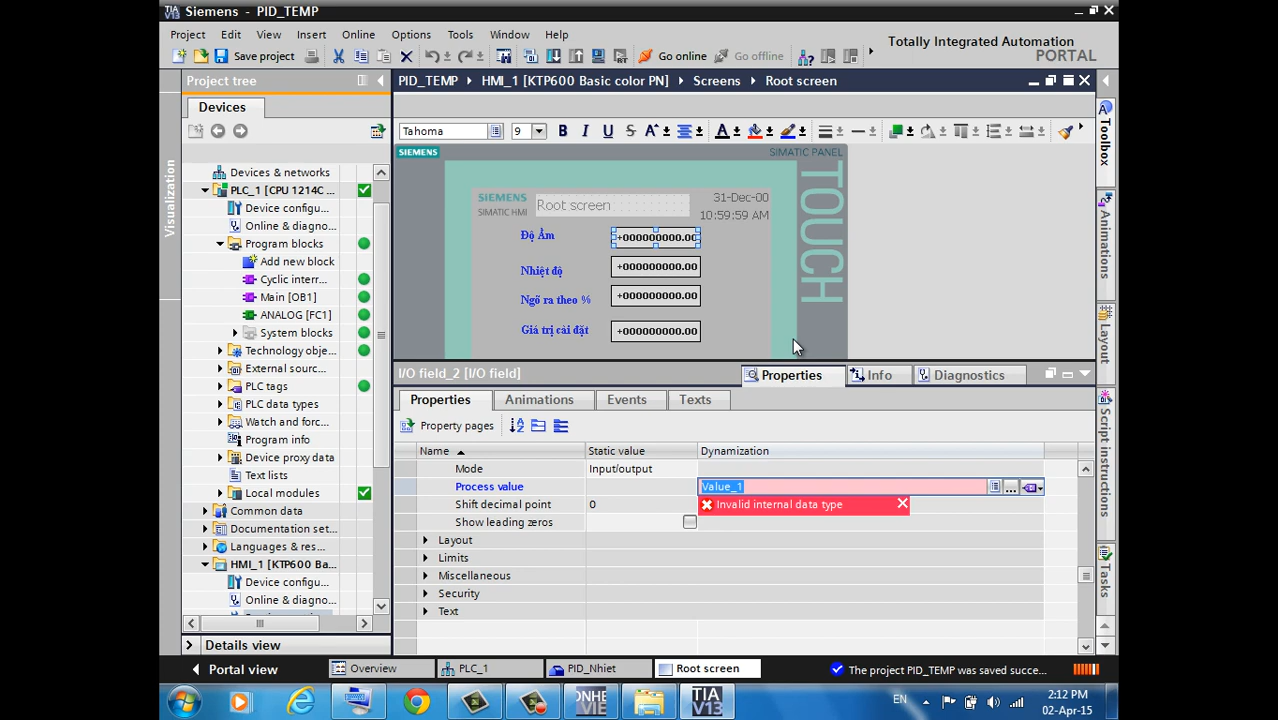 TIA V13 Siemens - PID_TEMP
Project Edit View Insert Online Options Tools Window Help
Totally Integrated Automation
PORTAL
Save project
Go online
Go offline
Project tree
PID_TEMP HMI_1 [KTP600 Basic color PN] Screens Root screen
Devices
Tahoma 9 B I U S A A
Visualization
Devices & networks
PLC_1 [CPU 1214C ...
Device configu...
Online & diagno...
Program blocks
Add new block
Cyclic interr...
Main [OB1]
ANALOG [FC1]
System blocks
Technology obje...
External sourc...
PLC tags
PLC data types
Watch and forc...
Program info
Device proxy data
Text lists
Local modules
Common data
Documentation set...
Languages & res...
HMI_1 [KTP600 Ba...
Device configu...
Online & diagno...
Details view
SIEMENS SIMATIC PANEL
TOUCH
SIEMENS
SIMATIC HMI
Root screen
31-Dec-00
10:59:59 AM
Độ Ẩm +000000000.00
Nhiệt độ +000000000.00
Ngõ ra theo % +000000000.00
Giá trị cài đặt +000000000.00
I/O field_2 [I/O field]
Properties Info Diagnostics
Properties Animations Events Texts
Property pages
Name Static value Dynamization
Mode Input/output
Process value Value_1
Shift decimal point 0 Invalid internal data type
Show leading zeros
Layout
Limits
Miscellaneous
Security
Text
Toolbox
Animations
Layout
Script instructions
Tasks
Portal view Overview PLC_1 PID_Nhiet Root screen The project PID_TEMP was saved succe...
TIA V13
EN
2:12 PM
02-Apr-15